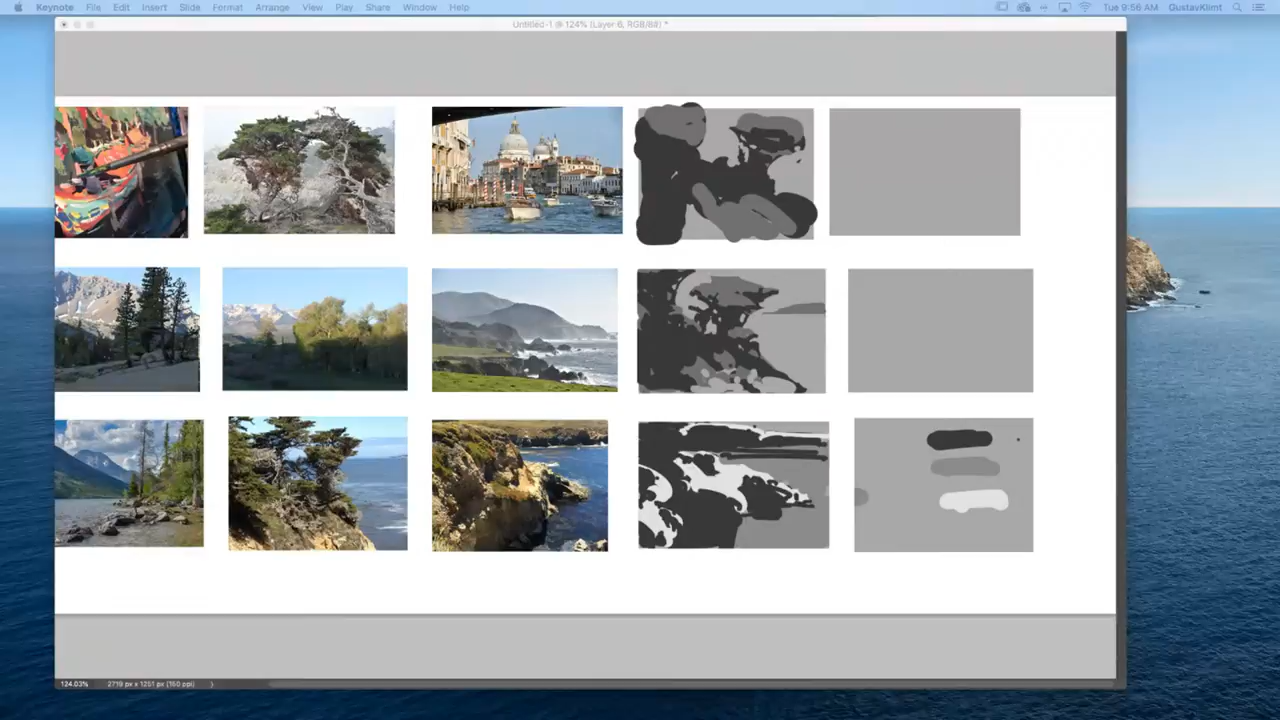 Keynote File Edit Insert Slide Format Arrange View Play Share Window Help Tue 9:56 AM GustavKlimt
Untitled-1 @ 124% (Layer 6, RGB/8#) *
124.03% 2719 px x 1251 px (150 ppi)